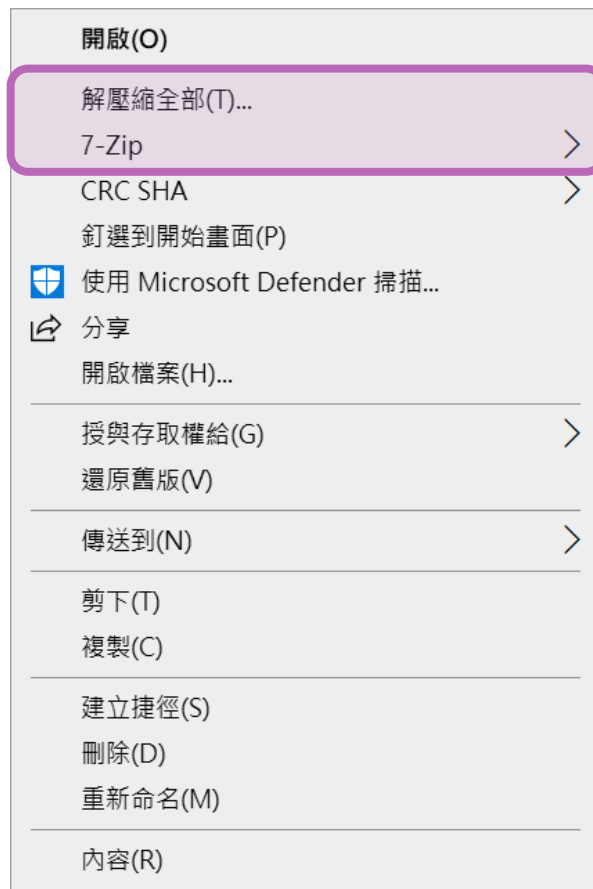 開啟(O)
解壓縮全部(T)...
7-Zip
CRC SHA
釘選到開始畫面(P)
使用 Microsoft Defender 掃描...
分享
開啟檔案(H)...
授與存取權給(G)
還原舊版(V)
傳送到(N)
剪下(T)
複製(C)
建立捷徑(S)
刪除(D)
重新命名(M)
內容(R)